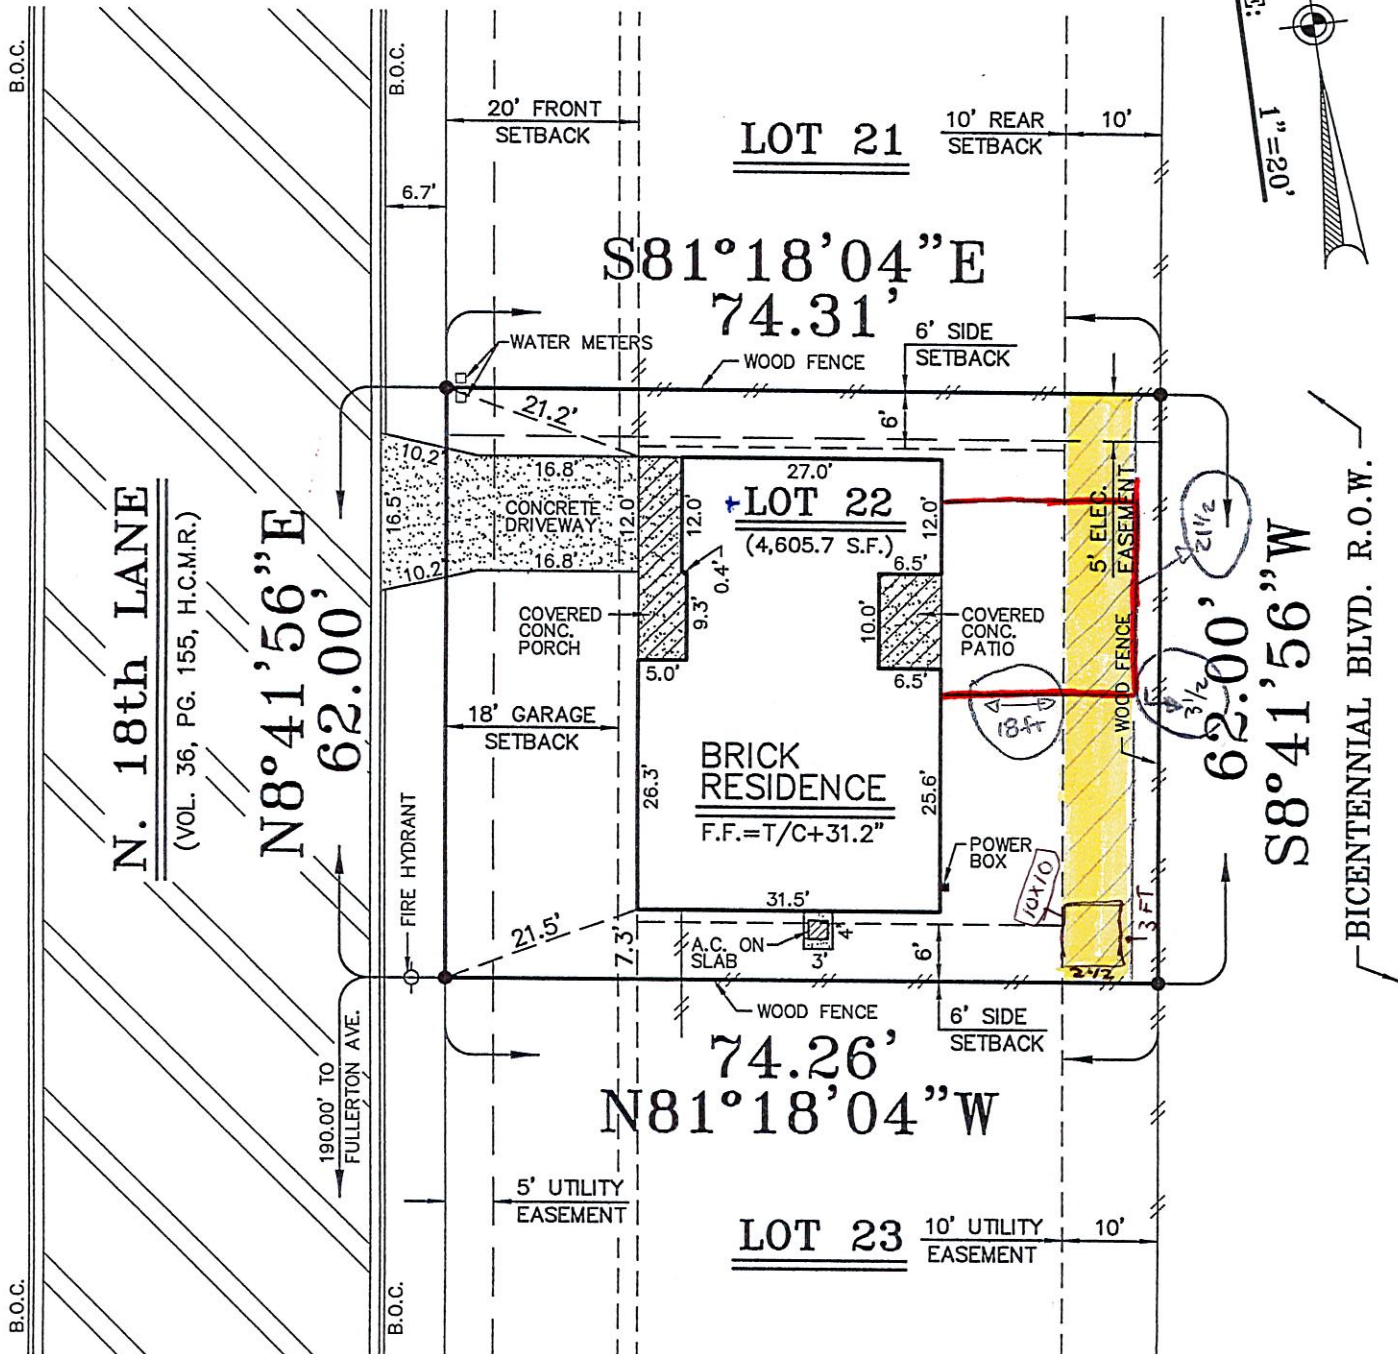 B.O.C.
B.O.C.
E:
1"=20'
20' FRONT
SETBACK
LOT 21
10' REAR
SETBACK
10'
6.7'
S81°18'04"E
74.31'
6' SIDE
SETBACK
WATER METERS
WOOD FENCE
21.2'
6'
10.2'
16.8'
27.0'
LOT 22
(4,605.7 S.F.)
CONCRETE
DRIVEWAY
16.5'
12.0'
12.0'
12.0'
5' ELEC.
EASEMENT
21 1/2
10.2'
16.8'
0.4'
6.5'
COVERED
CONC.
PORCH
9.3'
10.0'
COVERED
CONC.
PATIO
5.0'
6.5'
WOOD FENCE
3 1/2
18 ft
N. 18th LANE
(VOL. 36, PG. 155, H.C.M.R.)
N8°41'56"E
62.00'
18' GARAGE
SETBACK
26.3'
BRICK
RESIDENCE
F.F.=T/C+31.2"
25.6'
62.00'
S8°41'56"W
BICENTENNIAL BLVD. R.O.W.
FIRE HYDRANT
POWER
BOX
10X10
31.5'
3 FT
21.5'
7.3'
A.C. ON
SLAB
4'
3'
6'
WOOD FENCE
6' SIDE
SETBACK
74.26'
N81°18'04"W
190.00' TO
FULLERTON AVE.
5' UTILITY
EASEMENT
LOT 23
10' UTILITY
EASEMENT
10'
B.O.C.
B.O.C.